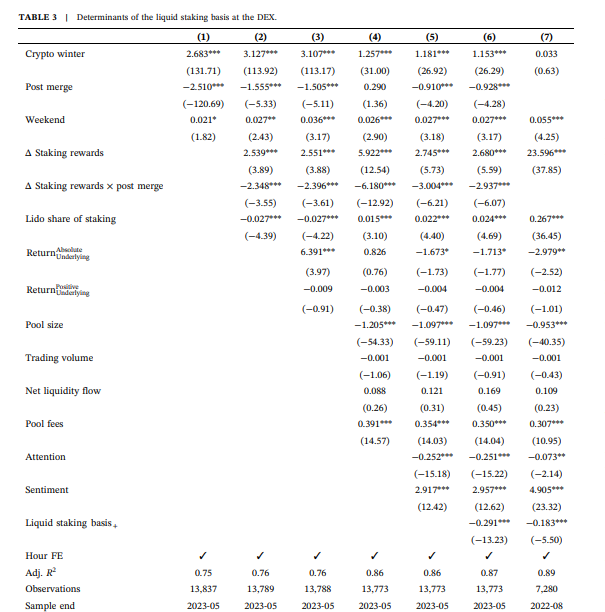 TABLE 3 | Determinants of the liquid staking basis at the DEX.
(1) (2) (3) (4) (5) (6) (7)
Crypto winter 2.683*** 3.127*** 3.107*** 1.257*** 1.181*** 1.153*** 0.033
(131.71) (113.92) (113.17) (31.00) (26.92) (26.29) (0.63)
Post merge −2.510*** −1.555*** −1.505*** 0.290 −0.910*** −0.928***
(−120.69) (−5.33) (−5.11) (1.36) (−4.20) (−4.28)
Weekend 0.021* 0.027** 0.036*** 0.026*** 0.027*** 0.027*** 0.055***
(1.82) (2.43) (3.17) (2.90) (3.18) (3.17) (4.25)
Δ Staking rewards 2.539*** 2.551*** 5.922*** 2.745*** 2.680*** 23.596***
(3.89) (3.88) (12.54) (5.73) (5.59) (37.85)
Δ Staking rewards × post merge −2.348*** −2.396*** −6.180*** −3.004*** −2.937***
(−3.55) (−3.61) (−12.92) (−6.21) (−6.07)
Lido share of staking −0.027*** −0.027*** 0.015*** 0.022*** 0.024*** 0.267***
(−4.39) (−4.22) (3.10) (4.40) (4.69) (36.45)
Return Absolute Underlying 6.391*** 0.826 −1.673* −1.713* −2.979**
(3.97) (0.76) (−1.73) (−1.77) (−2.52)
Return Positive Underlying −0.009 −0.003 −0.004 −0.004 −0.012
(−0.91) (−0.38) (−0.47) (−0.46) (−1.01)
Pool size −1.205*** −1.097*** −1.097*** −0.953***
(−54.33) (−59.11) (−59.23) (−40.35)
Trading volume −0.001 −0.001 −0.001 −0.001
(−1.06) (−1.19) (−0.91) (−0.43)
Net liquidity flow 0.088 0.121 0.169 0.109
(0.26) (0.31) (0.45) (0.23)
Pool fees 0.391*** 0.354*** 0.350*** 0.307***
(14.57) (14.03) (14.04) (10.95)
Attention −0.252*** −0.251*** −0.073**
(−15.18) (−15.22) (−2.14)
Sentiment 2.917*** 2.957*** 4.905***
(12.42) (12.62) (23.32)
Liquid staking basis₊ −0.291*** −0.183***
(−13.23) (−5.50)
Hour FE ✓ ✓ ✓ ✓ ✓ ✓ ✓
Adj. R² 0.75 0.76 0.76 0.86 0.86 0.87 0.89
Observations 13,837 13,789 13,788 13,773 13,773 13,773 7,280
Sample end 2023-05 2023-05 2023-05 2023-05 2023-05 2023-05 2022-08